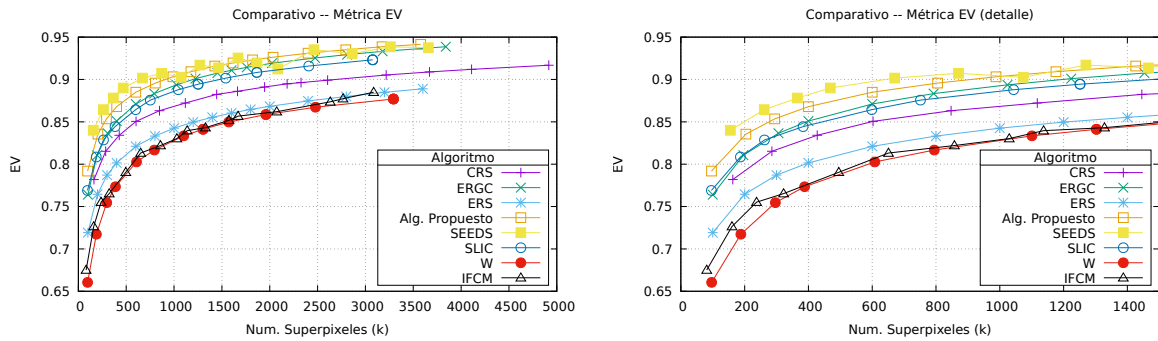 Comparativo -- Métrica EV
EV
0.95
0.9
0.85
0.8
0.75
0.7
0.65
0 500 1000 1500 2000 2500 3000 3500 4000 4500 5000
Num. Superpixeles (k)
Algoritmo
CRS
ERGC
ERS
Alg. Propuesto
SEEDS
SLIC
W
IFCM
Comparativo -- Métrica EV (detalle)
EV
0.95
0.9
0.85
0.8
0.75
0.7
0.65
0 200 400 600 800 1000 1200 1400
Num. Superpixeles (k)
Algoritmo
CRS
ERGC
ERS
Alg. Propuesto
SEEDS
SLIC
W
IFCM